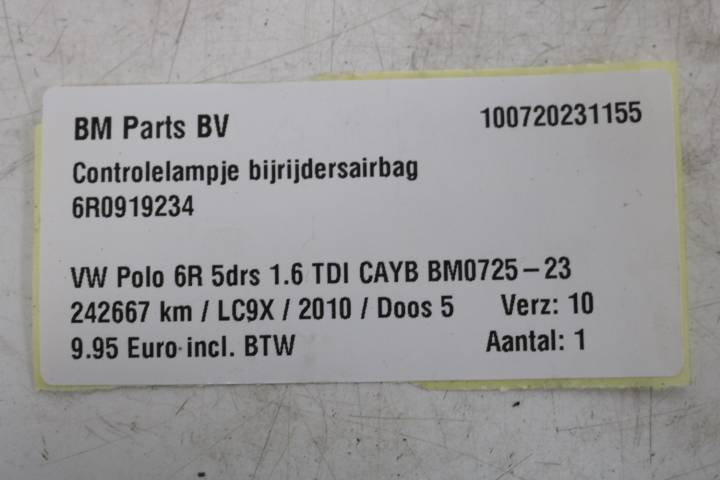 BM Parts BV 100720231155
Controlelampje bijrijdersairbag
6R0919234
VW Polo 6R 5drs 1.6 TDI CAYB BM0725-23
242667 km / LC9X / 2010 / Doos 5 Verz: 10
9.95 Euro incl. BTW Aantal: 1